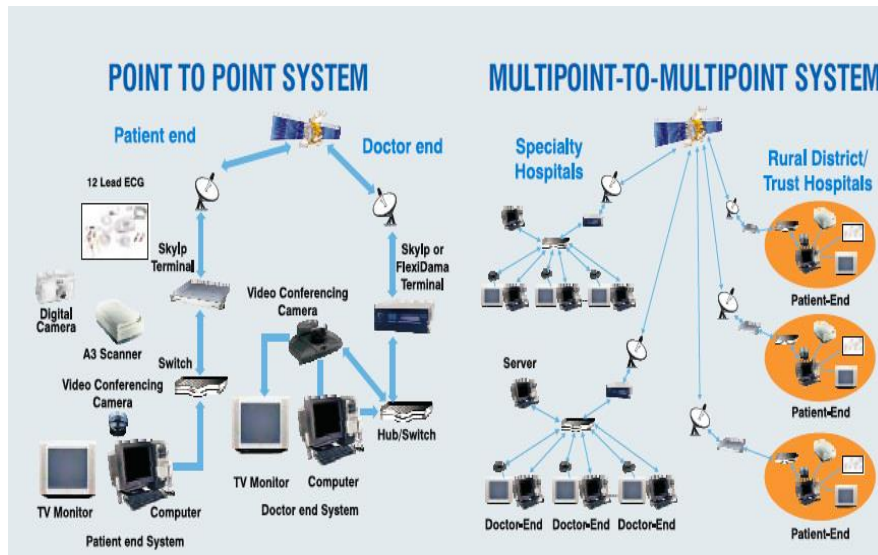 POINT TO POINT SYSTEM
Patient end
Doctor end
12 Lead ECG
Skylp
Terminal
Skylp or
FlexiDama
Terminal
Digital
Camera
A3 Scanner
Video Conferencing
Camera
Switch
Video Conferencing
Camera
Hub/Switch
TV Monitor
Computer
TV Monitor
Computer
Patient end System
Doctor end System
MULTIPOINT-TO-MULTIPOINT SYSTEM
Specialty
Hospitals
Rural District/
Trust Hospitals
Patient-End
Server
Patient-End
Doctor-End
Doctor-End
Doctor-End
Patient-End